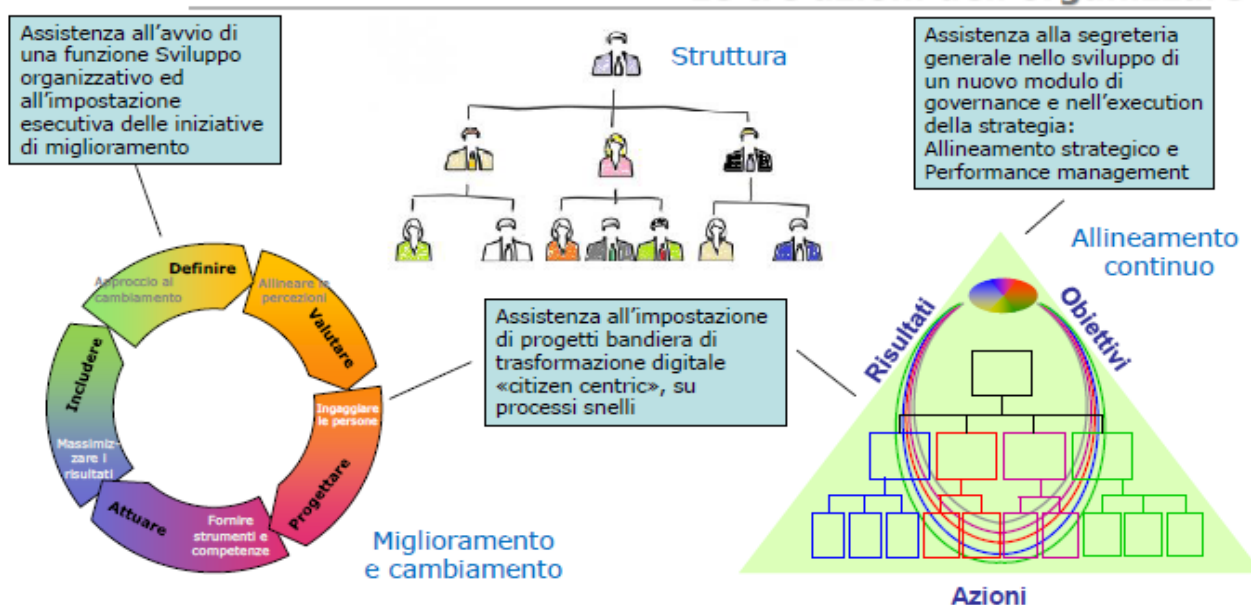 Assistenza all'avvio di
una funzione Sviluppo
organizzativo ed
all'impostazione
esecutiva delle iniziative
di miglioramento
Struttura
Assistenza alla segreteria
generale nello sviluppo di
un nuovo modulo di
governance e nell'execution
della strategia:
Allineamento strategico e
Performance management
Allineamento
continuo
Definire
Approccio al
cambiamento
Allineare le
percezioni
Valutare
Includere
Ingaggiare
le persone
Massimiz-
zare i
risultati
Progettare
Attuare
Fornire
strumenti e
competenze
Miglioramento
e cambiamento
Assistenza all'impostazione
di progetti bandiera di
trasformazione digitale
«citizen centric», su
processi snelli
Risultati
Obiettivi
Azioni